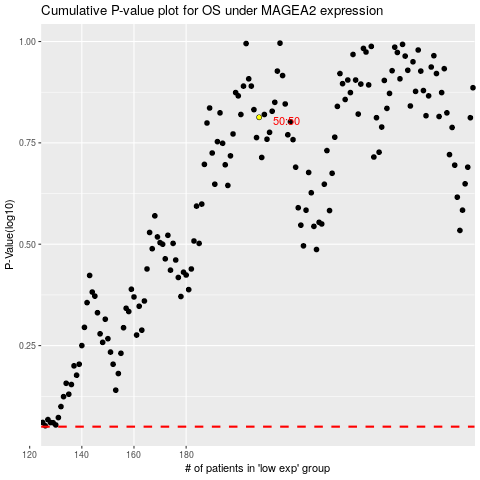 Cumulative P-value plot for OS under MAGEA2 expression
P-Value(log10)
1.00
0.75
0.50
0.25
50:50
120 140 160 180
# of patients in 'low exp' group